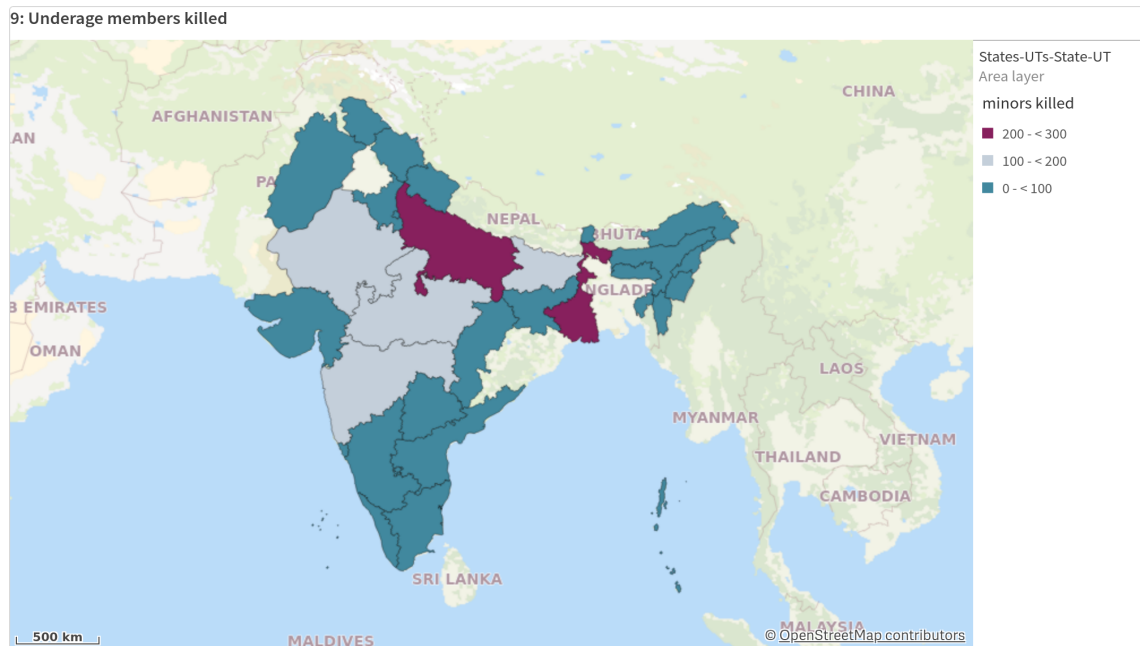 9: Underage members killed
States-UTs-State-UT
Area layer
minors killed
200 - < 300
100 - < 200
0 - < 100
CHINA
AFGHANISTAN
AN
PA
NEPAL
BHUTA
NGLADE
B EMIRATES
OMAN
LAOS
MYANMAR
VIETNAM
THAILAND
CAMBODIA
SRI LANKA
MALAYSIA
MALDIVES
500 km
© OpenStreetMap contributors